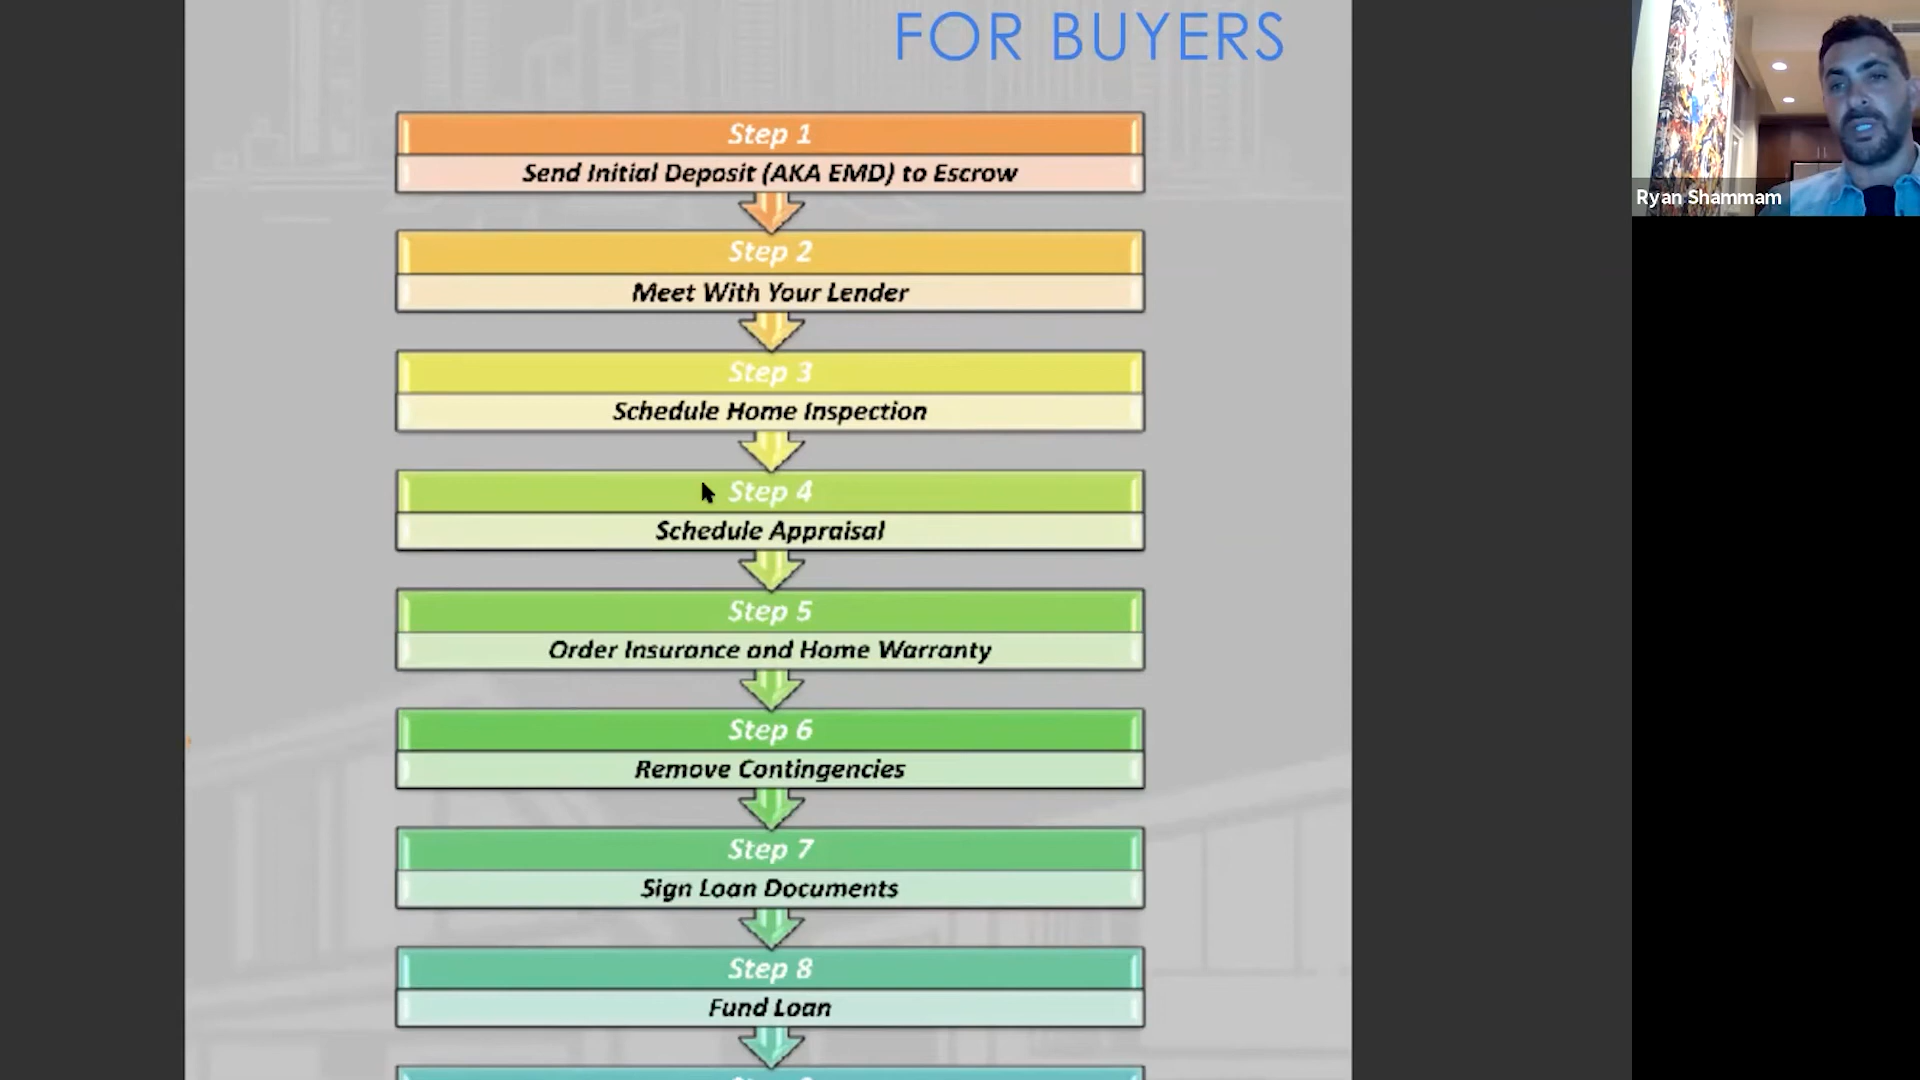 FOR BUYERS
Step 1
Send Initial Deposit (AKA EMD) to Escrow
Step 2
Meet With Your Lender
Step 3
Schedule Home Inspection
Step 4
Schedule Appraisal
Step 5
Order Insurance and Home Warranty
Step 6
Remove Contingencies
Step 7
Sign Loan Documents
Step 8
Fund Loan
Ryan Shammam